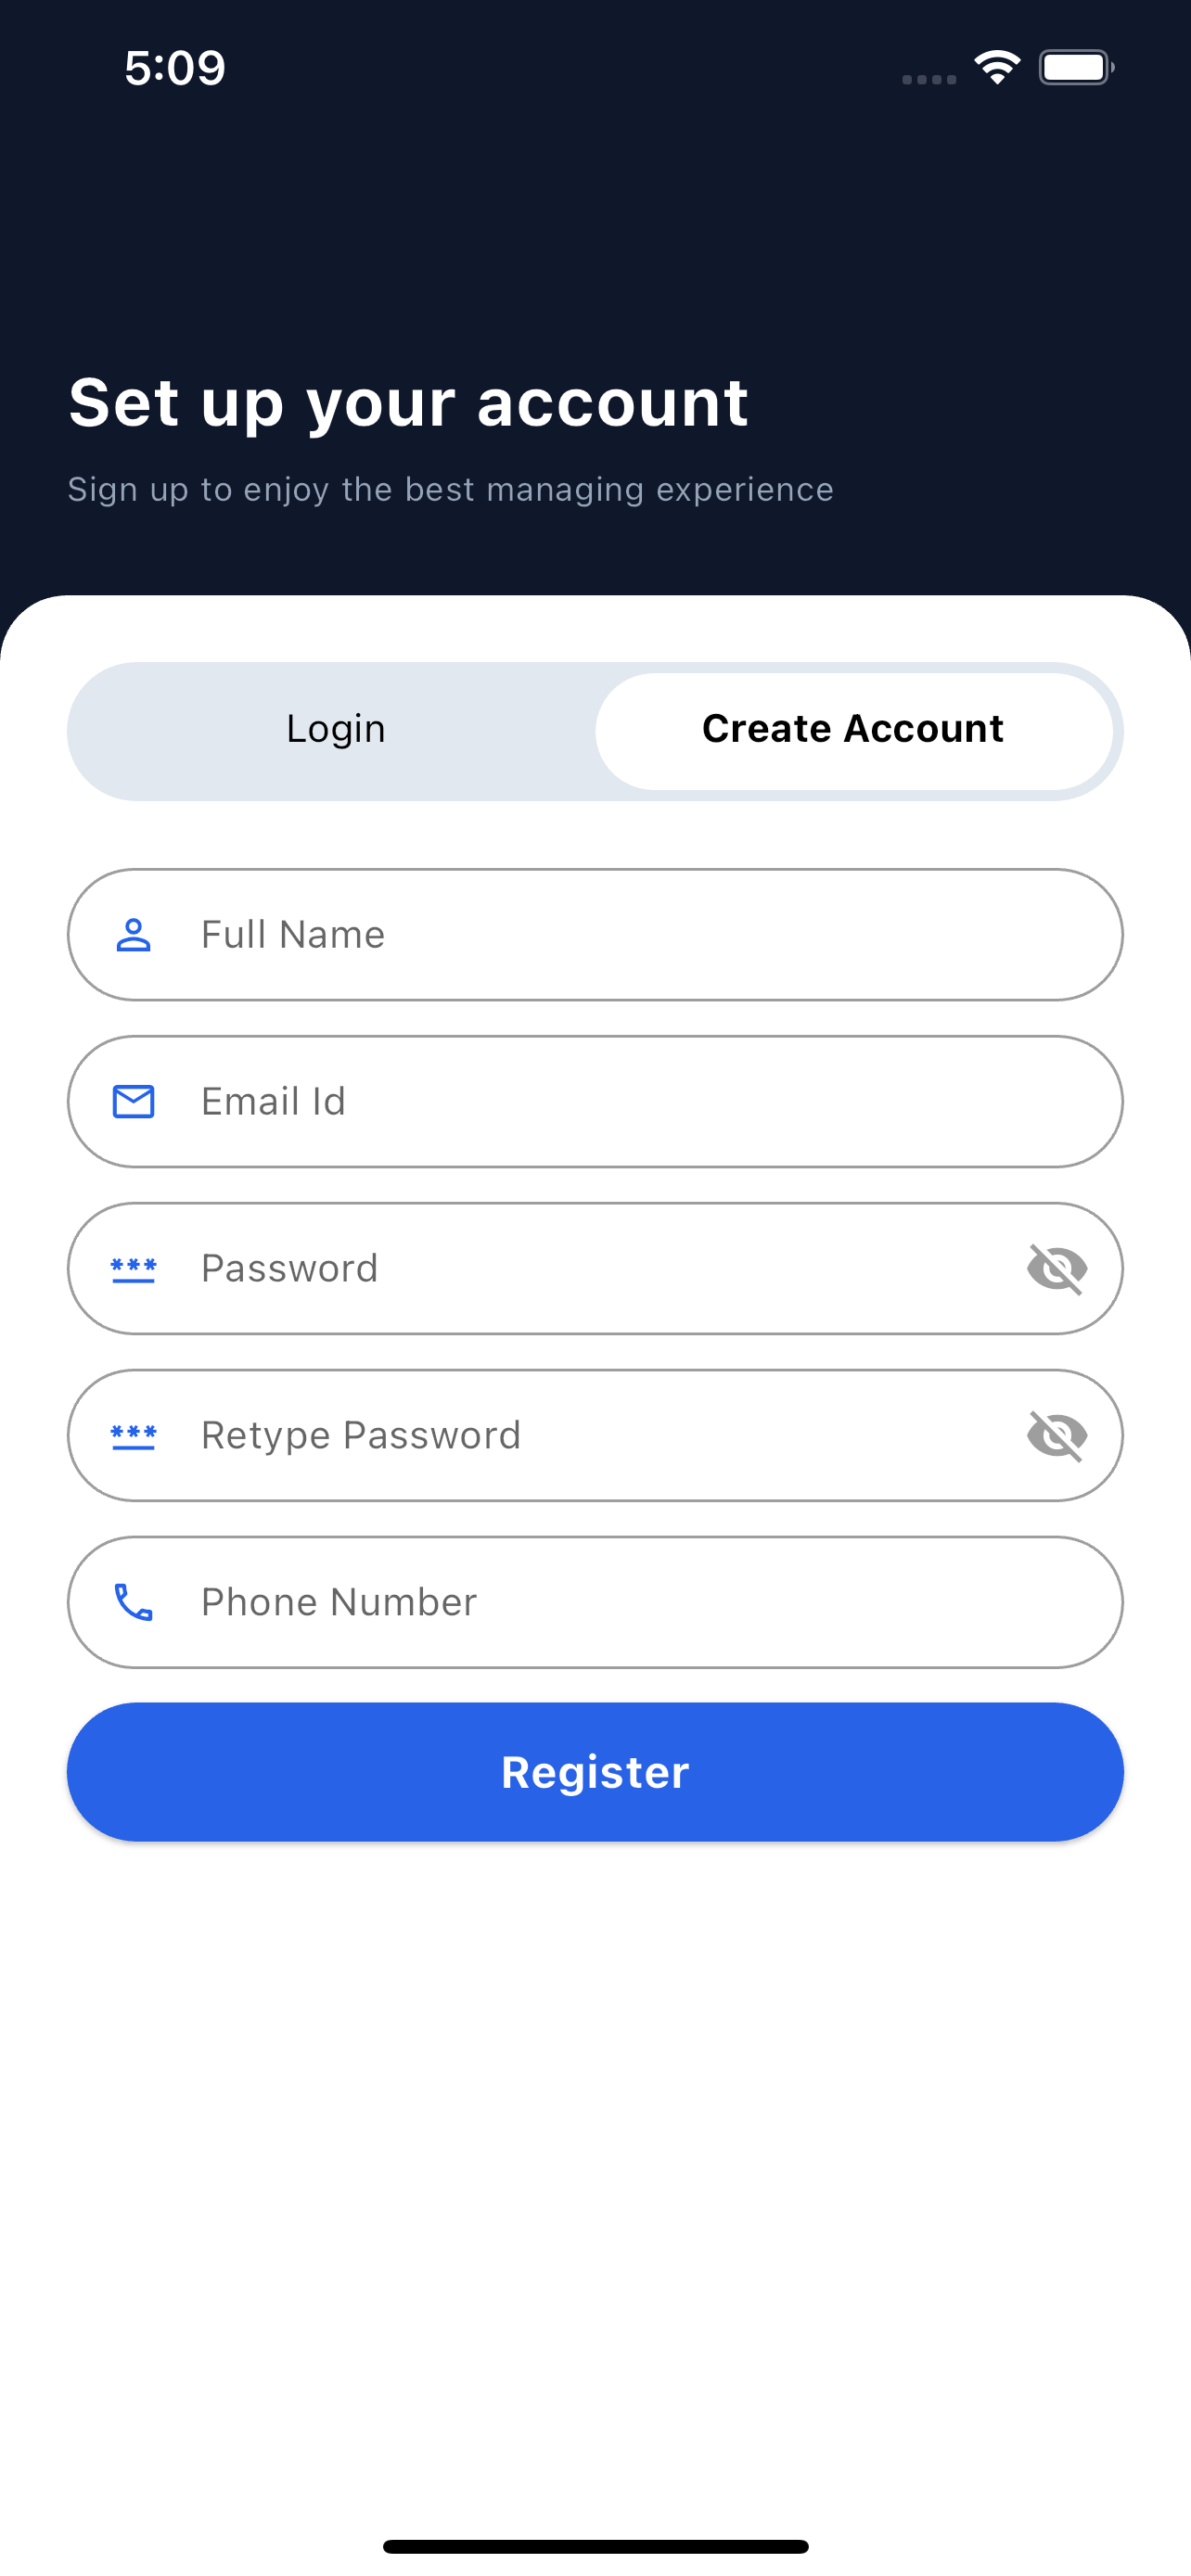 5:09
Set up your account
Sign up to enjoy the best managing experience
Login
Create Account
Full Name
Email Id
Password
Retype Password
Phone Number
Register